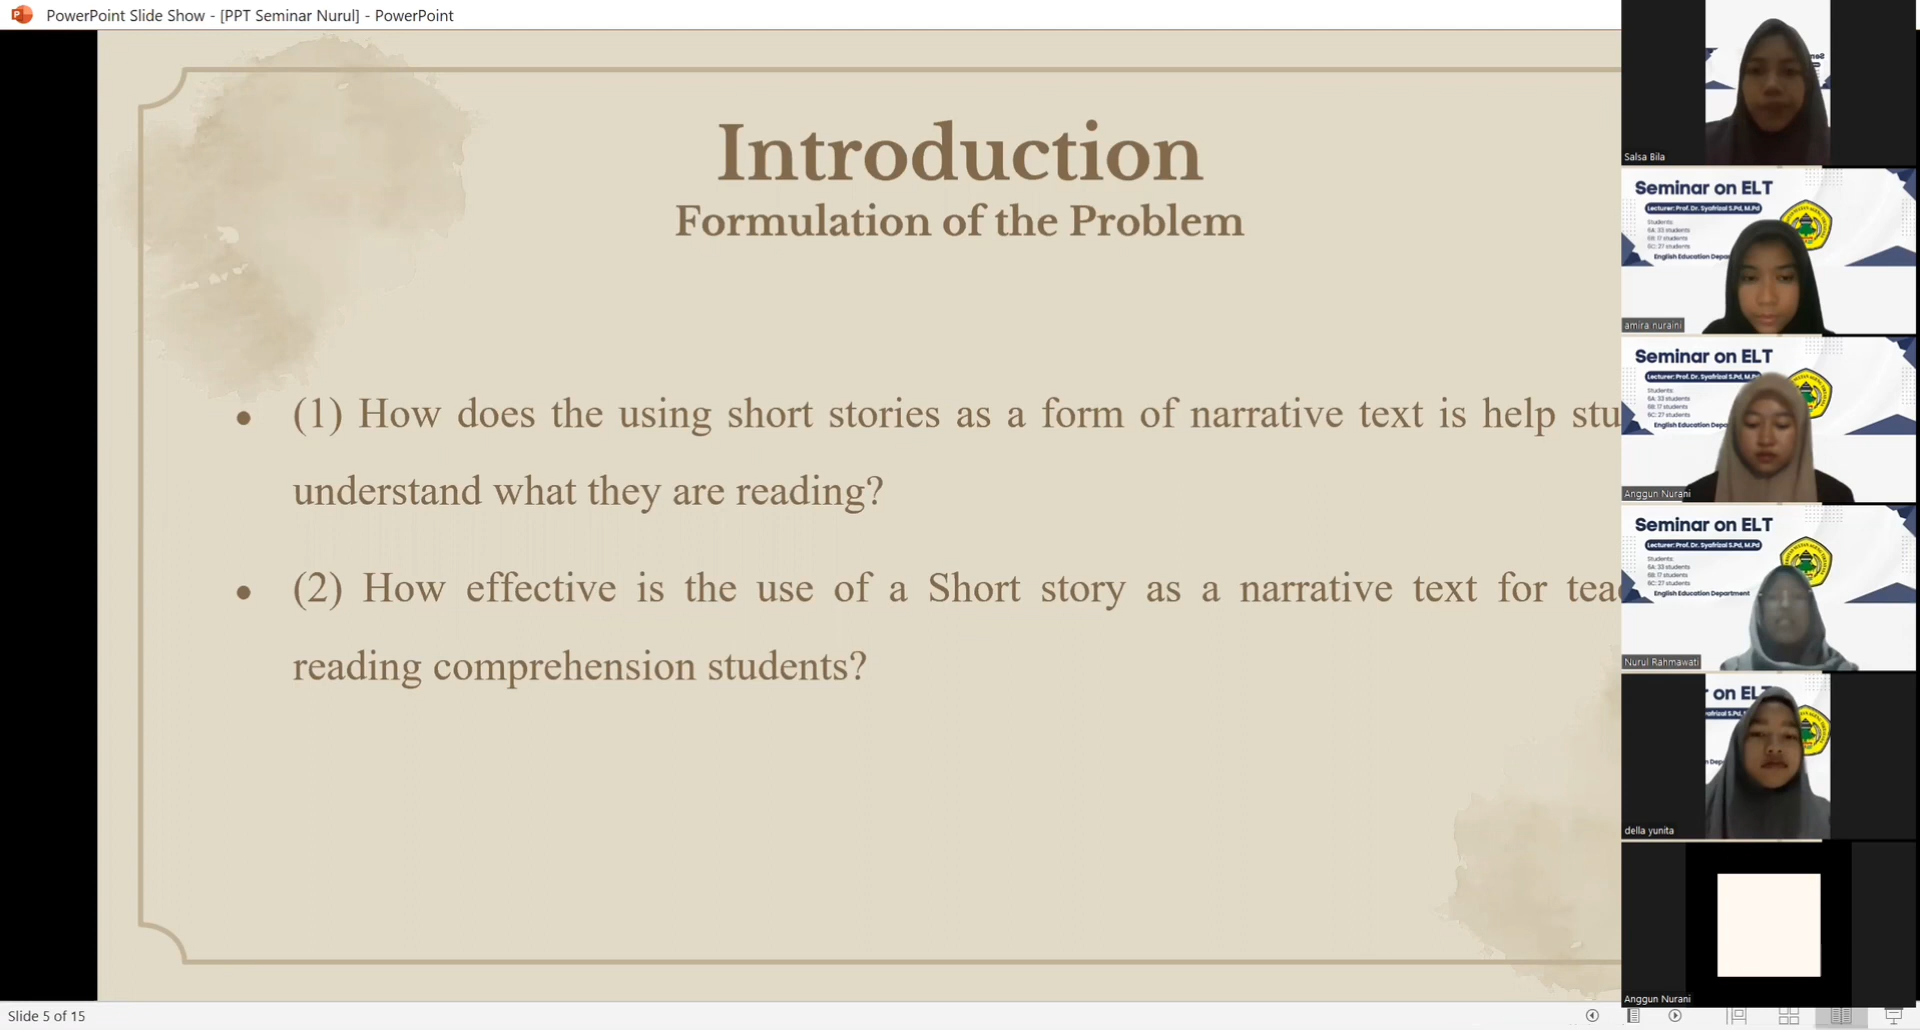 PowerPoint Slide Show - [PPT Seminar Nurul] - PowerPoint
Introduction
Formulation of the Problem
• (1) How does the using short stories as a form of narrative text is help stu
understand what they are reading?
• (2) How effective is the use of a Short story as a narrative text for tea
reading comprehension students?
Slide 5 of 15
Salsa Bila
Seminar on ELT
Lecturer: Prof. Dr. Syafrizal S.Pd, M.Pd
Students:
6A: 33 students
6B: 17 students
6C: 27 students
English Education Depa
amira nuraini
Seminar on ELT
Lecturer: Prof. Dr. Syafrizal S.Pd, M.Pd
Students:
6A: 33 students
6B: 17 students
6C: 27 students
English Education Depa
Anggun Nurani
Seminar on ELT
Lecturer: Prof. Dr. Syafrizal S.Pd, M.Pd
Students:
6A: 33 students
6B: 17 students
6C: 27 students
English Education Department
Nurul Rahmawati
on EL
yafrizal S.Pd,
della yunita
Anggun Nurani